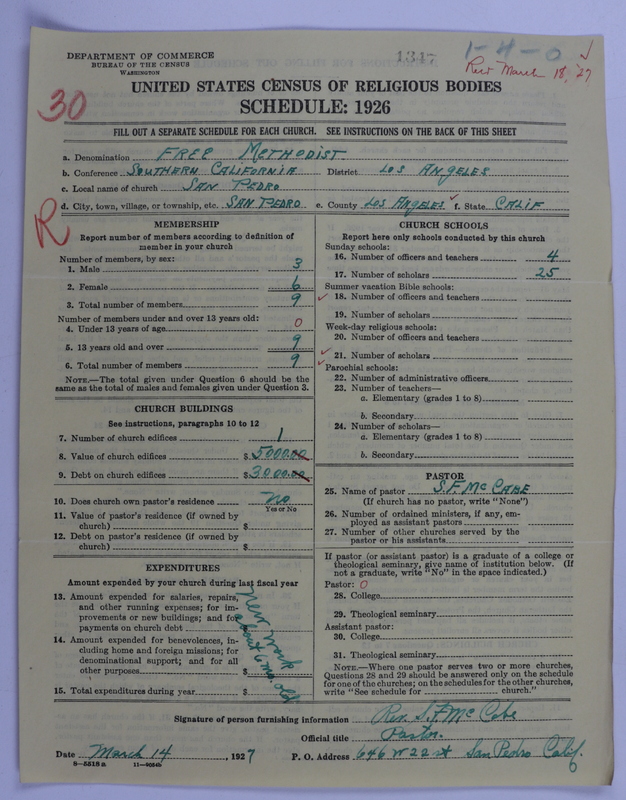 DEPARTMENT OF COMMERCE
BUREAU OF THE CENSUS
WASHINGTON
1347
1-4-0
Rec'd March 18, '27
30
UNITED STATES CENSUS OF RELIGIOUS BODIES
SCHEDULE: 1926
FILL OUT A SEPARATE SCHEDULE FOR EACH CHURCH. SEE INSTRUCTIONS ON THE BACK OF THIS SHEET
a. Denomination FREE METHODIST
b. Conference SOUTHERN CALIFORNIA District LOS ANGELES
c. Local name of church SAN PEDRO
d. City, town, village, or township, etc. SAN PEDRO e. County LOS ANGELES f. State CALIF
R
MEMBERSHIP
Report number of members according to definition of member in your church
Number of members, by sex:
1. Male 3
2. Female 6
3. Total number of members 9
Number of members under and over 13 years old:
4. Under 13 years of age 0
5. 13 years old and over 9
6. Total number of members 9
NOTE.—The total given under Question 6 should be the same as the total of males and females given under Question 3.
CHURCH BUILDINGS
See instructions, paragraphs 10 to 12
7. Number of church edifices 1
8. Value of church edifices $ 5000.00
9. Debt on church edifices $ 3000.00
10. Does church own pastor's residence No
Yes or No
11. Value of pastor's residence (if owned by church) $
12. Debt on pastor's residence (if owned by church) $
EXPENDITURES
Amount expended by your church during last fiscal year
13. Amount expended for salaries, repairs, and other running expenses; for improvements or new buildings; and for payments on church debt $
14. Amount expended for benevolences, including home and foreign missions; for denominational support; and for all other purposes $
15. Total expenditures during year $
New work
about 6 mo. old
CHURCH SCHOOLS
Report here only schools conducted by this church
Sunday schools:
16. Number of officers and teachers 4
17. Number of scholars 25
Summer vacation Bible schools:
18. Number of officers and teachers
19. Number of scholars
Week-day religious schools:
20. Number of officers and teachers
21. Number of scholars
Parochial schools:
22. Number of administrative officers
23. Number of teachers—
a. Elementary (grades 1 to 8)
b. Secondary
24. Number of scholars—
a. Elementary (grades 1 to 8)
b. Secondary
PASTOR
25. Name of pastor S.F. McCABE
(If church has no pastor, write "None")
26. Number of ordained ministers, if any, employed as assistant pastors
27. Number of other churches served by the pastor or his assistants
If pastor (or assistant pastor) is a graduate of a college or theological seminary, give name of institution below. (If not a graduate, write "No" in the space indicated.)
Pastor: 0
28. College
29. Theological seminary
Assistant pastor:
30. College
31. Theological seminary
NOTE.—Where one pastor serves two or more churches, Questions 28 and 29 should be answered only on the schedule for one of the churches; on the schedules for the other churches, write "See schedule for church."
Signature of person furnishing information Rev. S.F. McCabe
Official title Pastor.
Date March 14, 1927 P. O. Address 646 W 22 st San Pedro Calif.
8—5518a 11—9054b